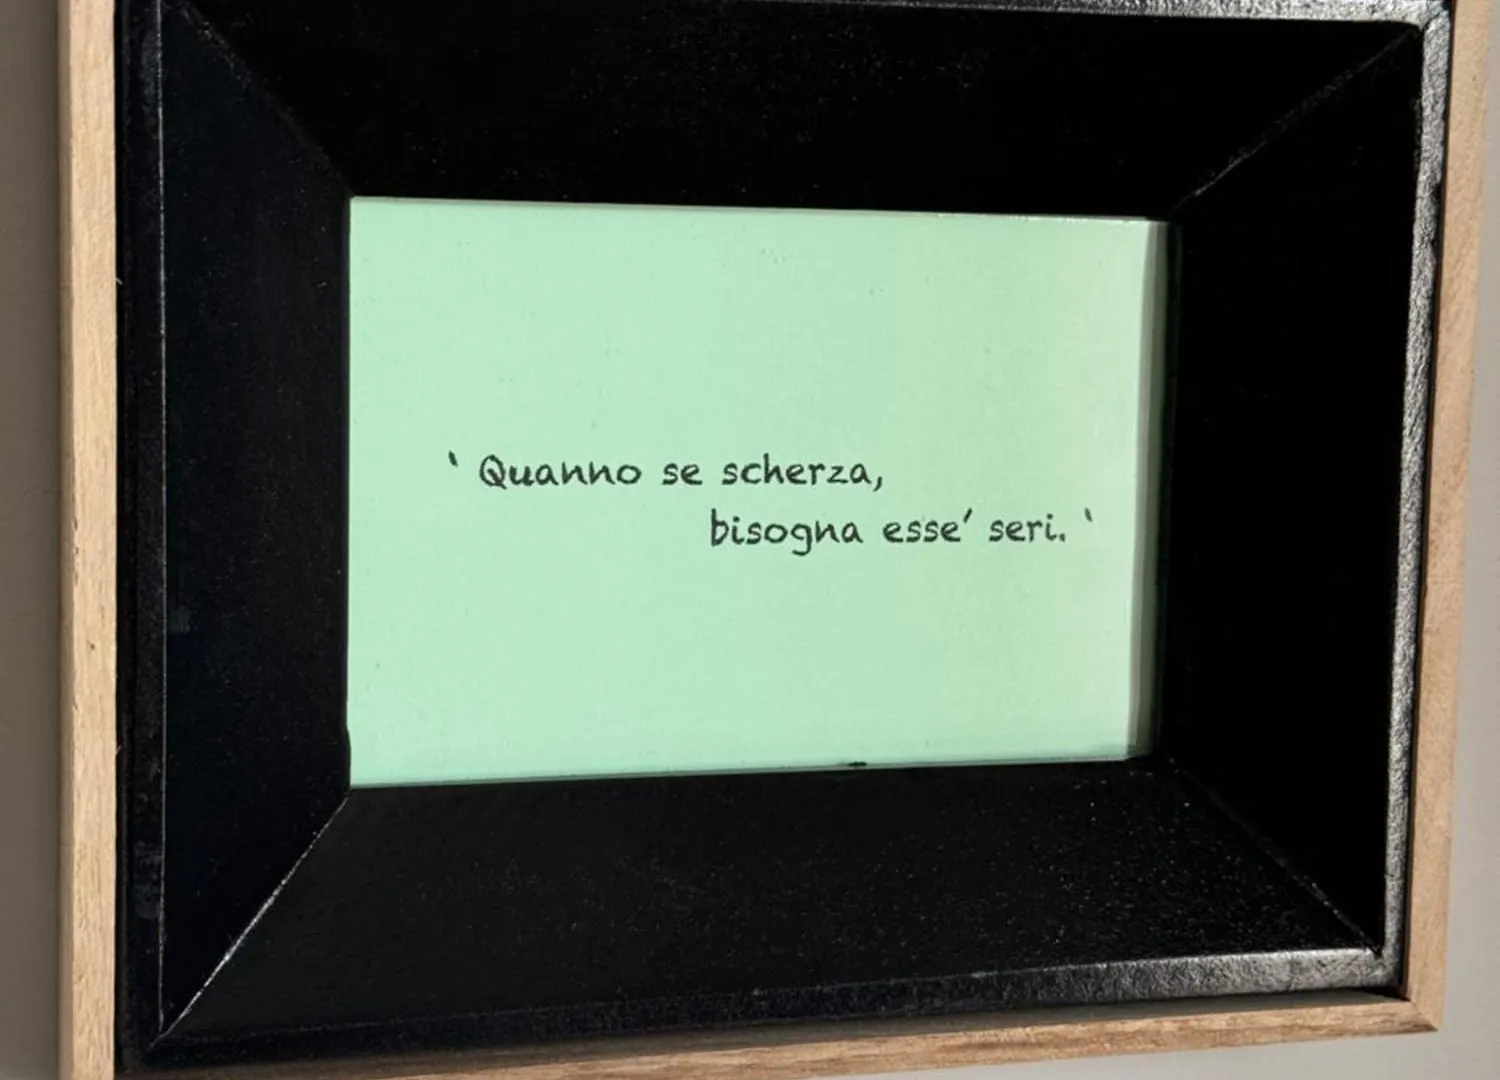 ‵ Quanno se scherza,
bisogna esse' seri. ‵